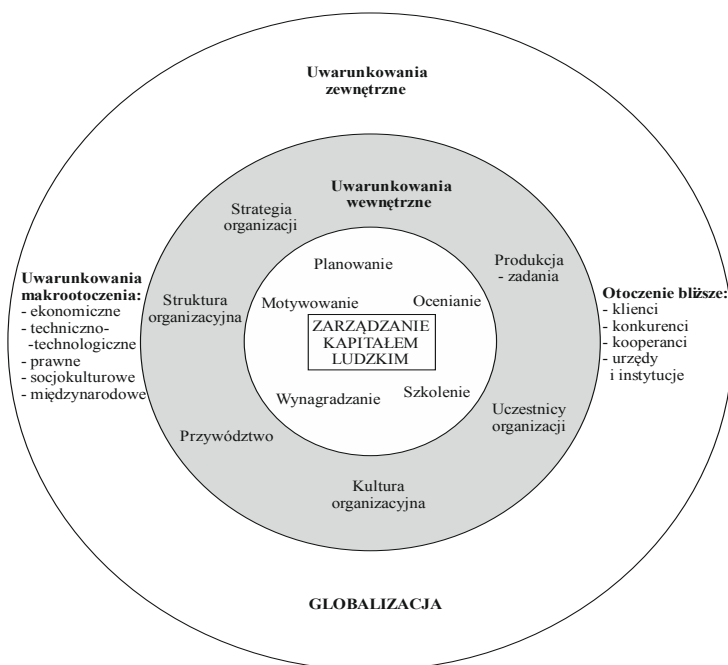 Uwarunkowania
zewnętrzne
Uwarunkowania
wewnętrzne
Strategia
organizacji
Produkcja
- zadania
Struktura
organizacyjna
Przywództwo
Kultura
organizacyjna
Uczestnicy
organizacji
Planowanie
Motywowanie
Ocenianie
ZARZĄDZANIE
KAPITAŁEM
LUDZKIM
Wynagradzanie
Szkolenie
Uwarunkowania
makrootoczenia:
- ekonomiczne
- techniczno-
-technologiczne
- prawne
- socjokulturowe
- międzynarodowe
Otoczenie bliższe:
- klienci
- konkurenci
- kooperanci
- urzędy
i instytucje
GLOBALIZACJA